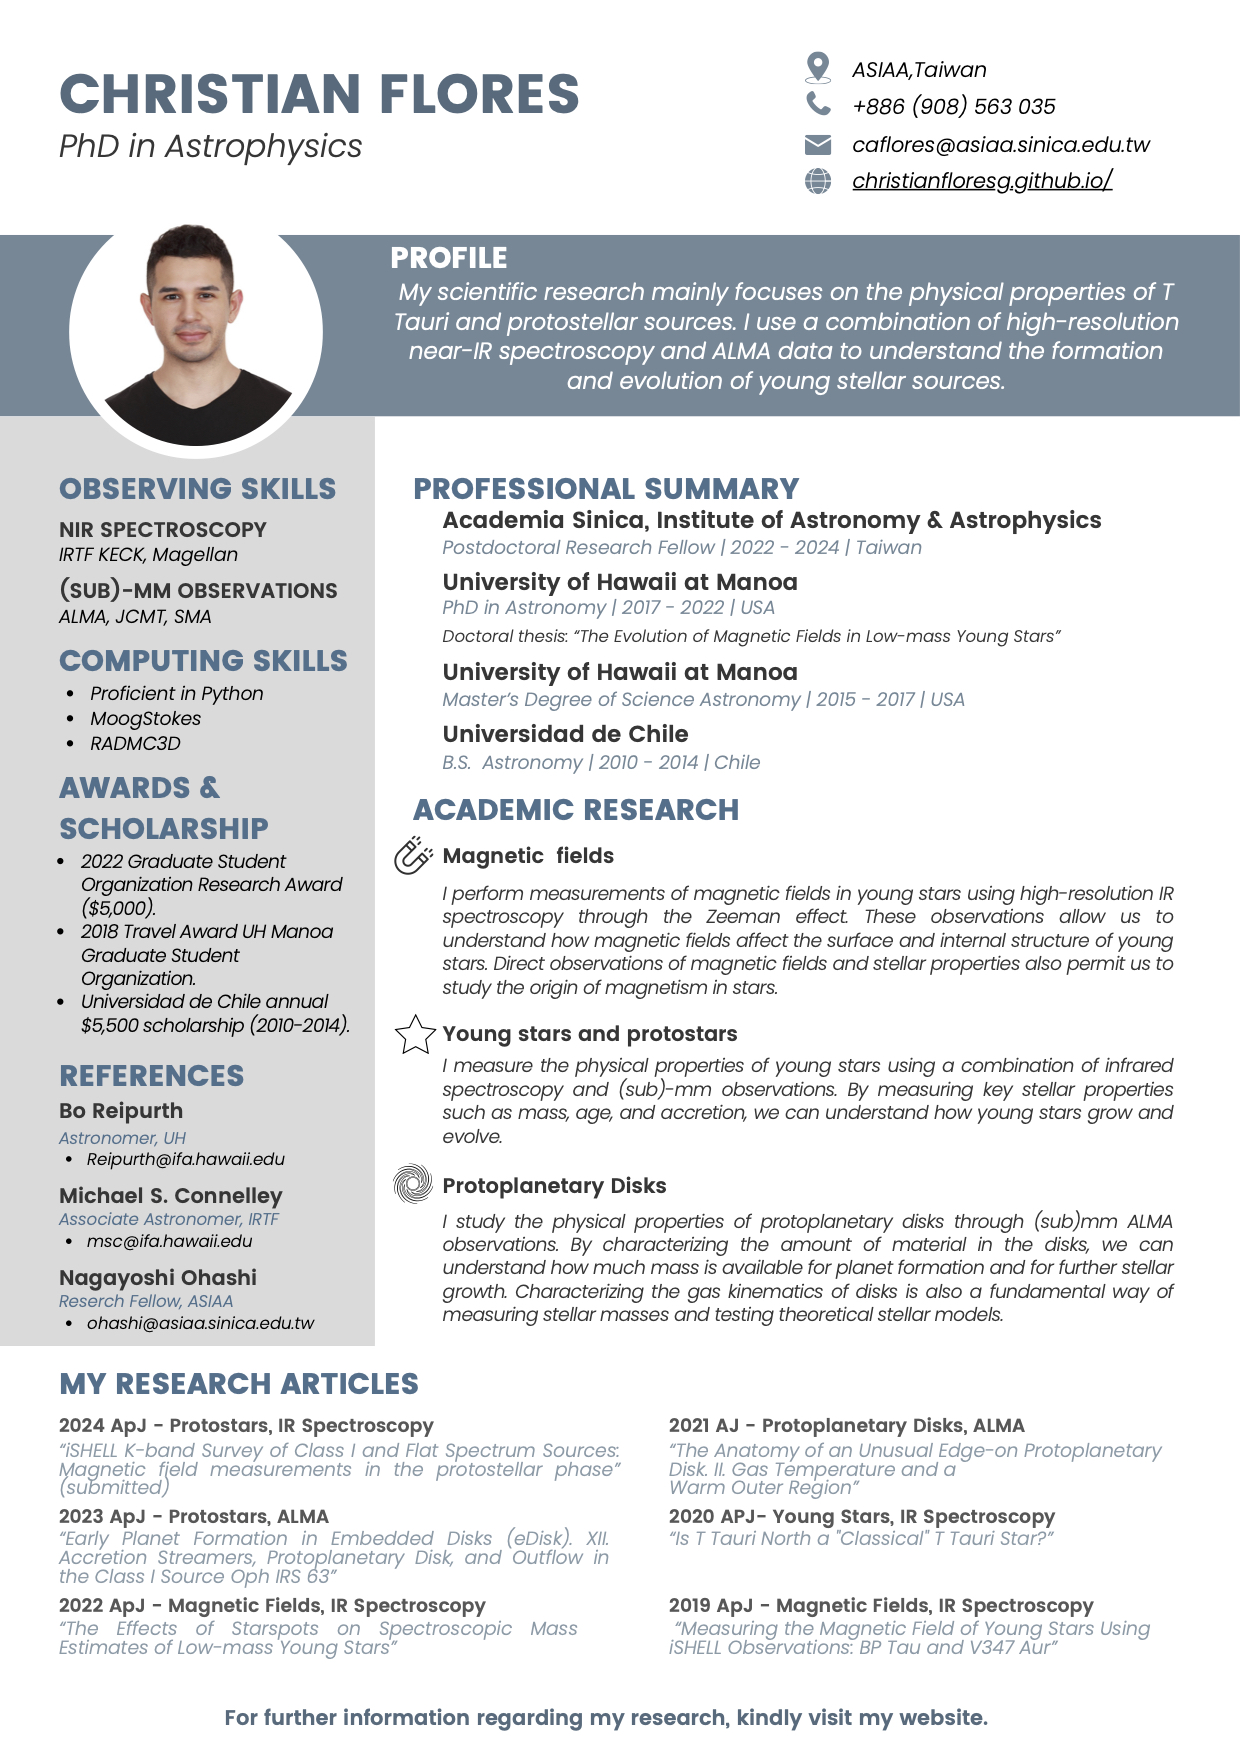 CHRISTIAN FLORES
PhD in Astrophysics
ASIAA,Taiwan
+886 (908) 563 035
caflores@asiaa.sinica.edu.tw
christianfloresg.github.io/
PROFILE
My scientific research mainly focuses on the physical properties of T
Tauri and protostellar sources. I use a combination of high-resolution
near-IR spectroscopy and ALMA data to understand the formation
and evolution of young stellar sources.
OBSERVING SKILLS
NIR SPECTROSCOPY
IRTF KECK, Magellan
(SUB)-MM OBSERVATIONS
ALMA, JCMT, SMA
COMPUTING SKILLS
• Proficient in Python
• MoogStokes
• RADMC3D
AWARDS &
SCHOLARSHIP
• 2022 Graduate Student
Organization Research Award
($5,000).
• 2018 Travel Award UH Manoa
Graduate Student
Organization.
• Universidad de Chile annual
$5,500 scholarship (2010-2014).
REFERENCES
Bo Reipurth
Astronomer, UH
• Reipurth@ifa.hawaii.edu
Michael S. Connelley
Associate Astronomer, IRTF
• msc@ifa.hawaii.edu
Nagayoshi Ohashi
Reserch Fellow, ASIAA
• ohashi@asiaa.sinica.edu.tw
PROFESSIONAL SUMMARY
Academia Sinica, Institute of Astronomy & Astrophysics
Postdoctoral Research Fellow | 2022 - 2024 | Taiwan
University of Hawaii at Manoa
PhD in Astronomy | 2017 - 2022 | USA
Doctoral thesis: “The Evolution of Magnetic Fields in Low-mass Young Stars”
University of Hawaii at Manoa
Master’s Degree of Science Astronomy | 2015 - 2017 | USA
Universidad de Chile
B.S. Astronomy | 2010 - 2014 | Chile
ACADEMIC RESEARCH
Magnetic fields
I perform measurements of magnetic fields in young stars using high-resolution IR
spectroscopy through the Zeeman effect. These observations allow us to
understand how magnetic fields affect the surface and internal structure of young
stars. Direct observations of magnetic fields and stellar properties also permit us to
study the origin of magnetism in stars.
Young stars and protostars
I measure the physical properties of young stars using a combination of infrared
spectroscopy and (sub)-mm observations. By measuring key stellar properties
such as mass, age, and accretion, we can understand how young stars grow and
evolve.
Protoplanetary Disks
I study the physical properties of protoplanetary disks through (sub)mm ALMA
observations. By characterizing the amount of material in the disks, we can
understand how much mass is available for planet formation and for further stellar
growth. Characterizing the gas kinematics of disks is also a fundamental way of
measuring stellar masses and testing theoretical stellar models.
MY RESEARCH ARTICLES
2024 ApJ - Protostars, IR Spectroscopy
“iSHELL K-band Survey of Class I and Flat Spectrum Sources:
Magnetic field measurements in the protostellar phase”
(submitted)
2023 ApJ - Protostars, ALMA
“Early Planet Formation in Embedded Disks (eDisk). XII.
Accretion Streamers, Protoplanetary Disk, and Outflow in
the Class I Source Oph IRS 63”
2022 ApJ - Magnetic Fields, IR Spectroscopy
“The Effects of Starspots on Spectroscopic Mass
Estimates of Low-mass Young Stars”
2021 AJ - Protoplanetary Disks, ALMA
“The Anatomy of an Unusual Edge-on Protoplanetary
Disk. II. Gas Temperature and a
Warm Outer Region”
2020 APJ- Young Stars, IR Spectroscopy
“Is T Tauri North a "Classical" T Tauri Star?”
2019 ApJ - Magnetic Fields, IR Spectroscopy
“Measuring the Magnetic Field of Young Stars Using
iSHELL Observations: BP Tau and V347 Aur”
For further information regarding my research, kindly visit my website.